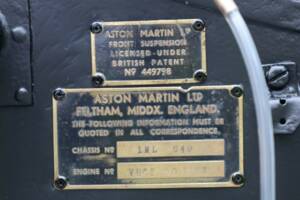 ASTON MARTIN LTD
FRONT SUSPENSION
LICENSED UNDER
BRITISH PATENT
Nº
ASTON MARTIN LTD
FELTHAM, MIDDX. ENGLAND.
THE FOLLOWING INFORMATION MUST BE
QUOTED IN ALL CORRESPONDENCE.
CHASSIS Nº
ENGINE Nº